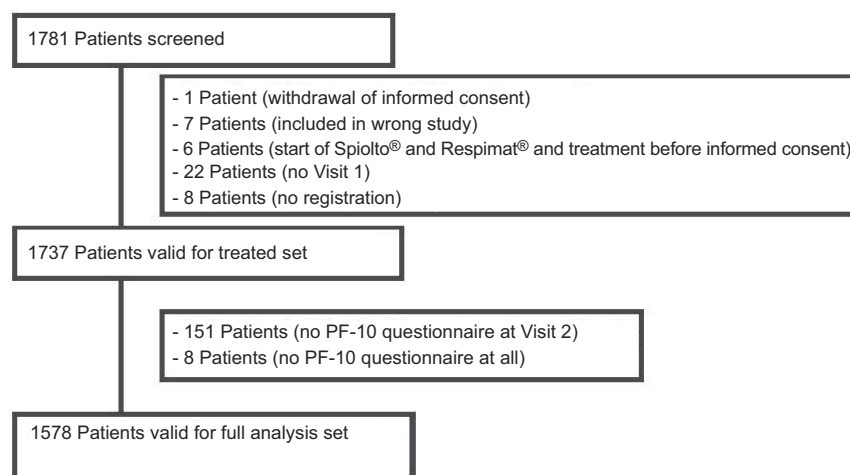 1781 Patients screened
- 1 Patient (withdrawal of informed consent)
- 7 Patients (included in wrong study)
- 6 Patients (start of Spiolto® and Respimat® and treatment before informed consent)
- 22 Patients (no Visit 1)
- 8 Patients (no registration)
1737 Patients valid for treated set
- 151 Patients (no PF-10 questionnaire at Visit 2)
- 8 Patients (no PF-10 questionnaire at all)
1578 Patients valid for full analysis set